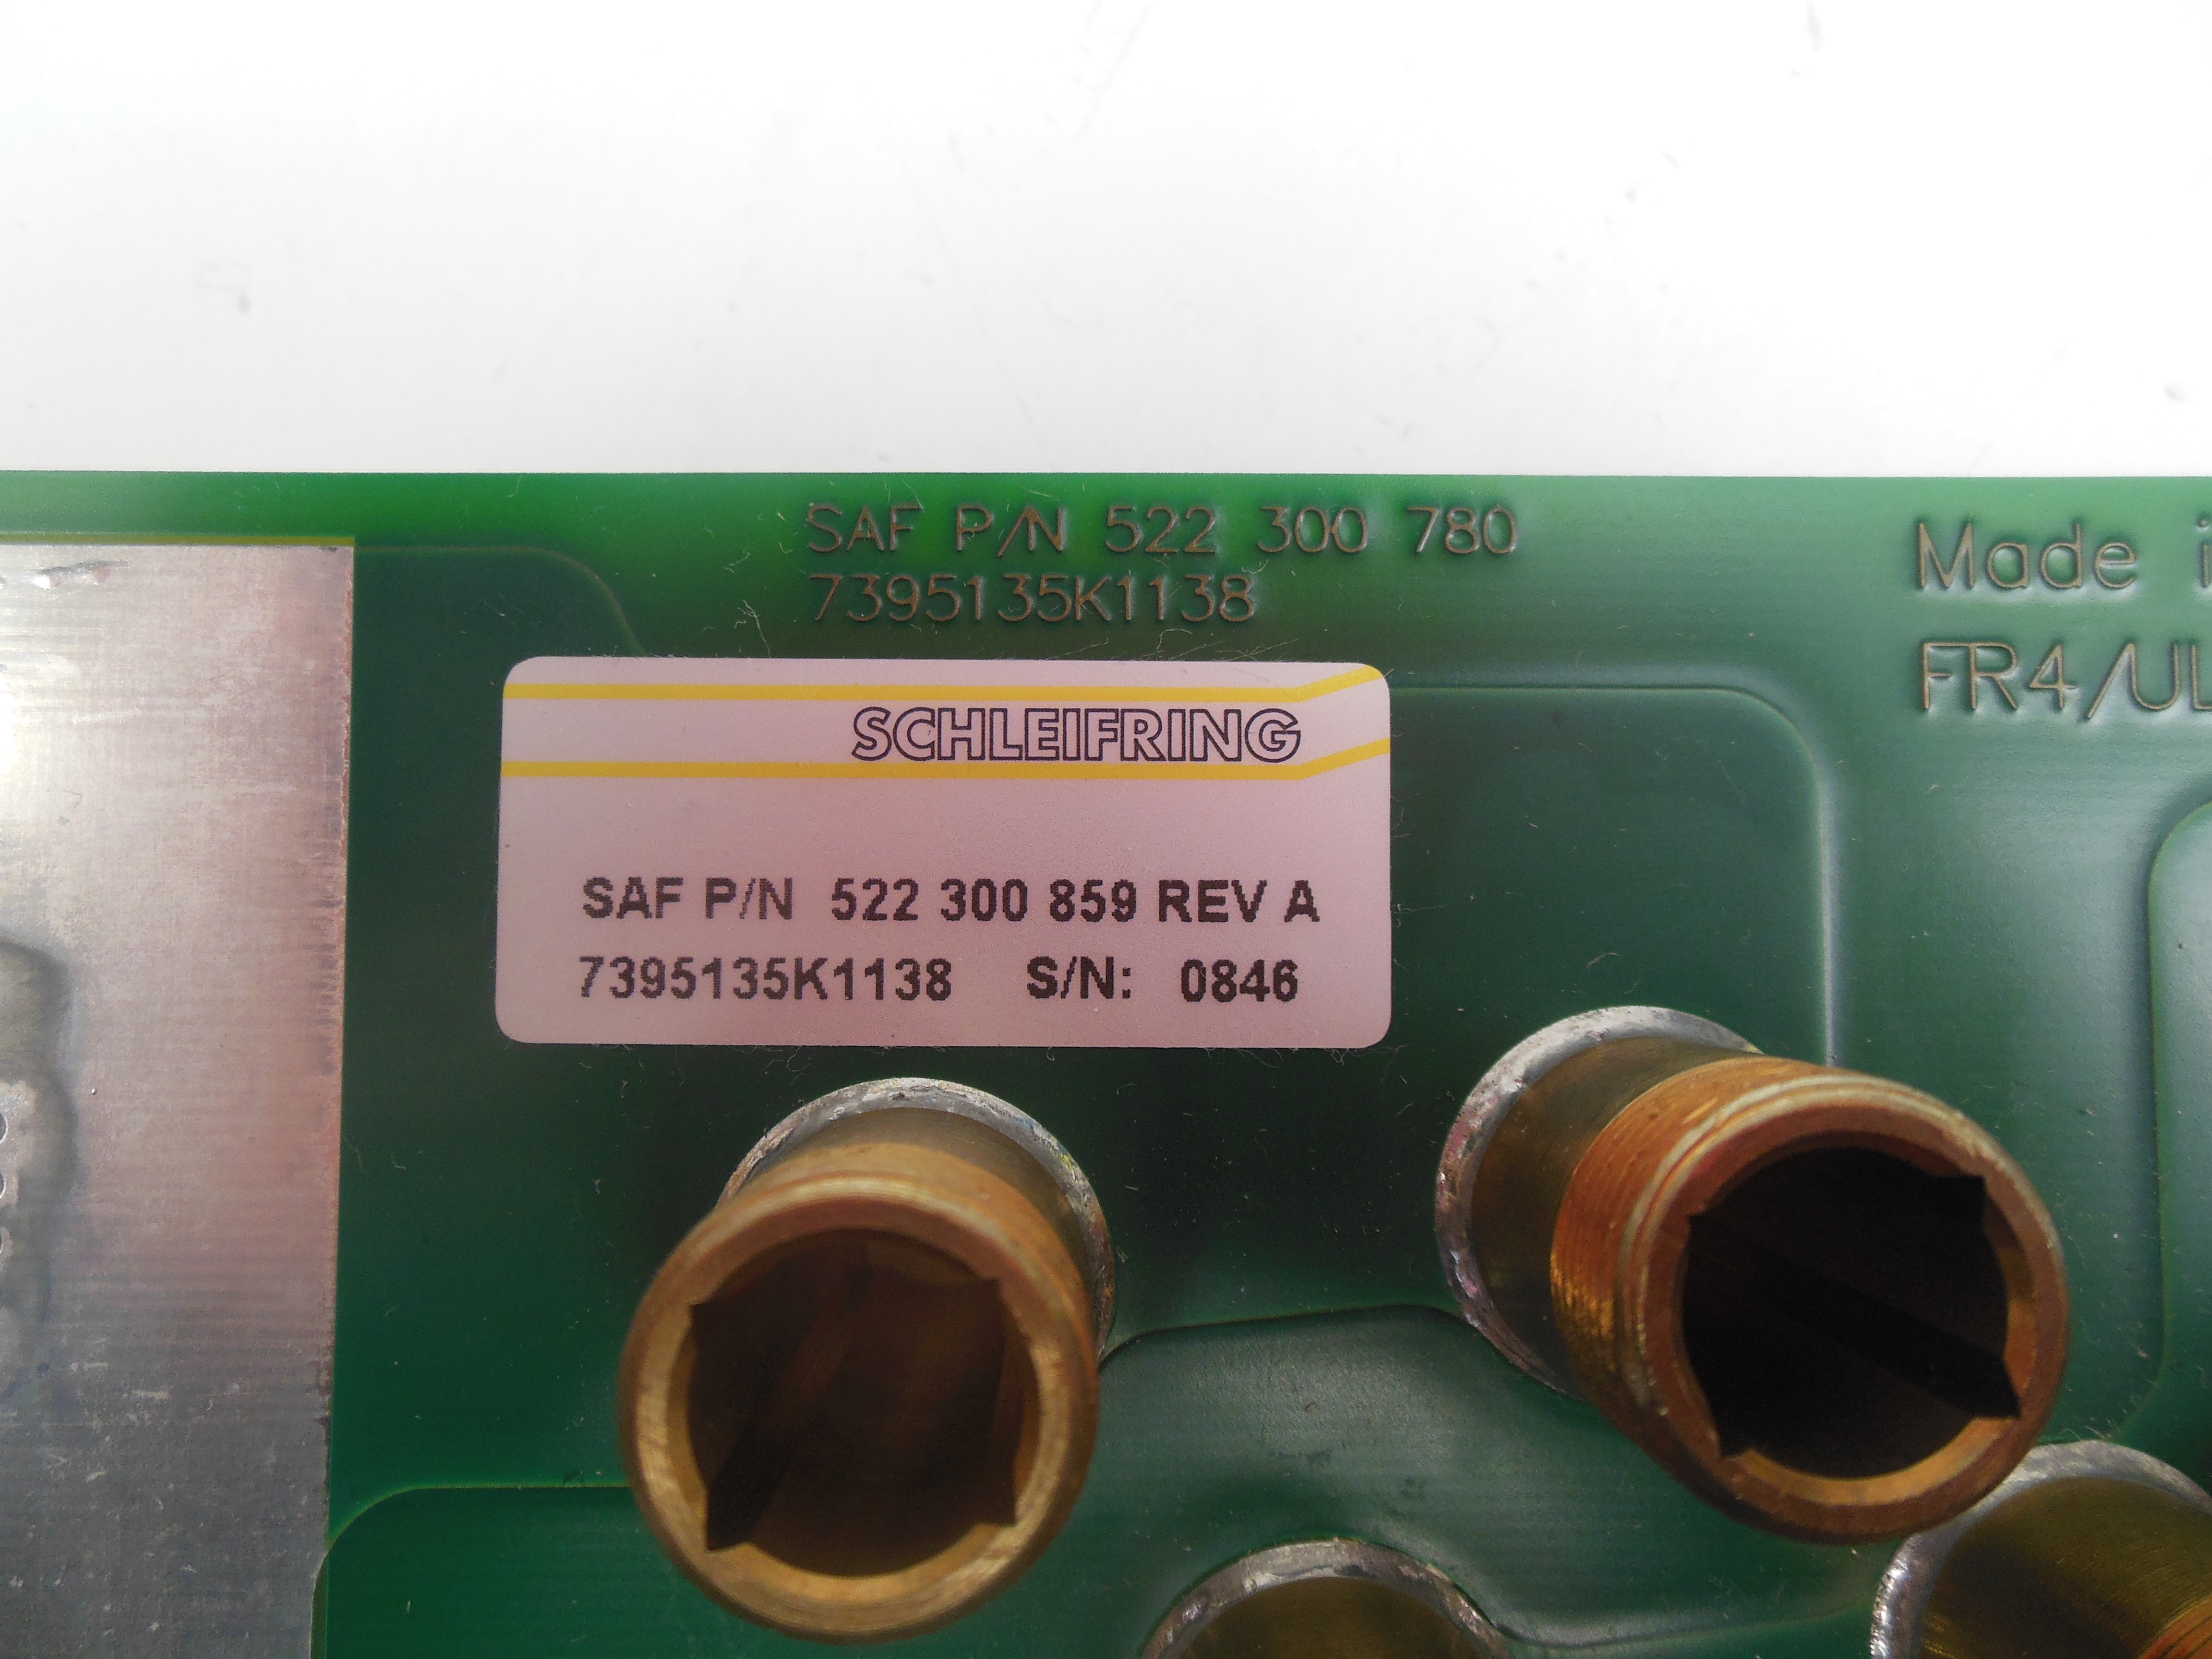 SAF P/N 522 300 780
7395135K1138
Made
FR4/UL
SCHLEIFRING
SAF P/N 522 300 859 REV A
7395135K1138 S/N: 0846